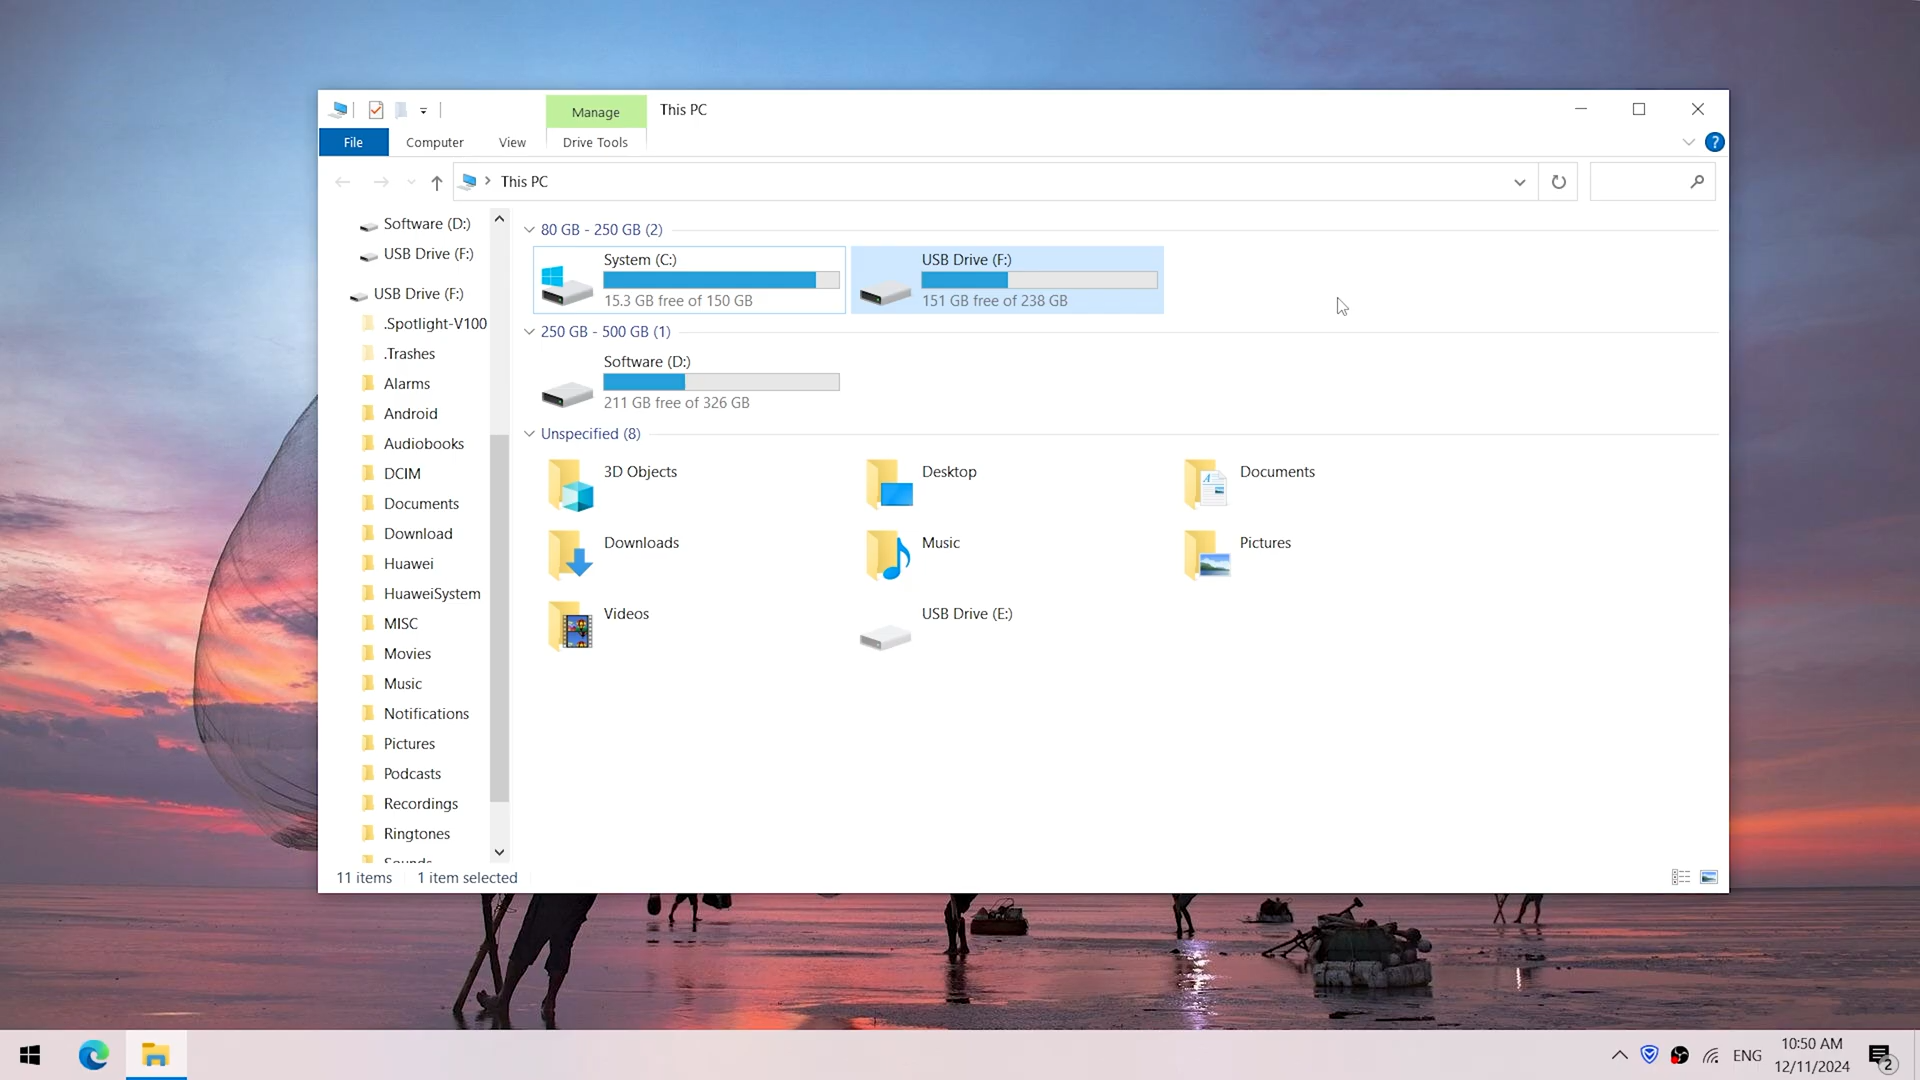 Manage
This PC
File
Computer
View
Drive Tools
This PC
Software (D:)
USB Drive (F:)
USB Drive (F:)
.Spotlight-V100
.Trashes
Alarms
Android
Audiobooks
DCIM
Documents
Download
Huawei
HuaweiSystem
MISC
Movies
Music
Notifications
Pictures
Podcasts
Recordings
Ringtones
Sounds
80 GB - 250 GB (2)
System (C:)
15.3 GB free of 150 GB
USB Drive (F:)
151 GB free of 238 GB
250 GB - 500 GB (1)
Software (D:)
211 GB free of 326 GB
Unspecified (8)
3D Objects
Desktop
Documents
Downloads
Music
Pictures
Videos
USB Drive (E:)
11 items
1 item selected
ENG
10:50 AM
12/11/2024
2